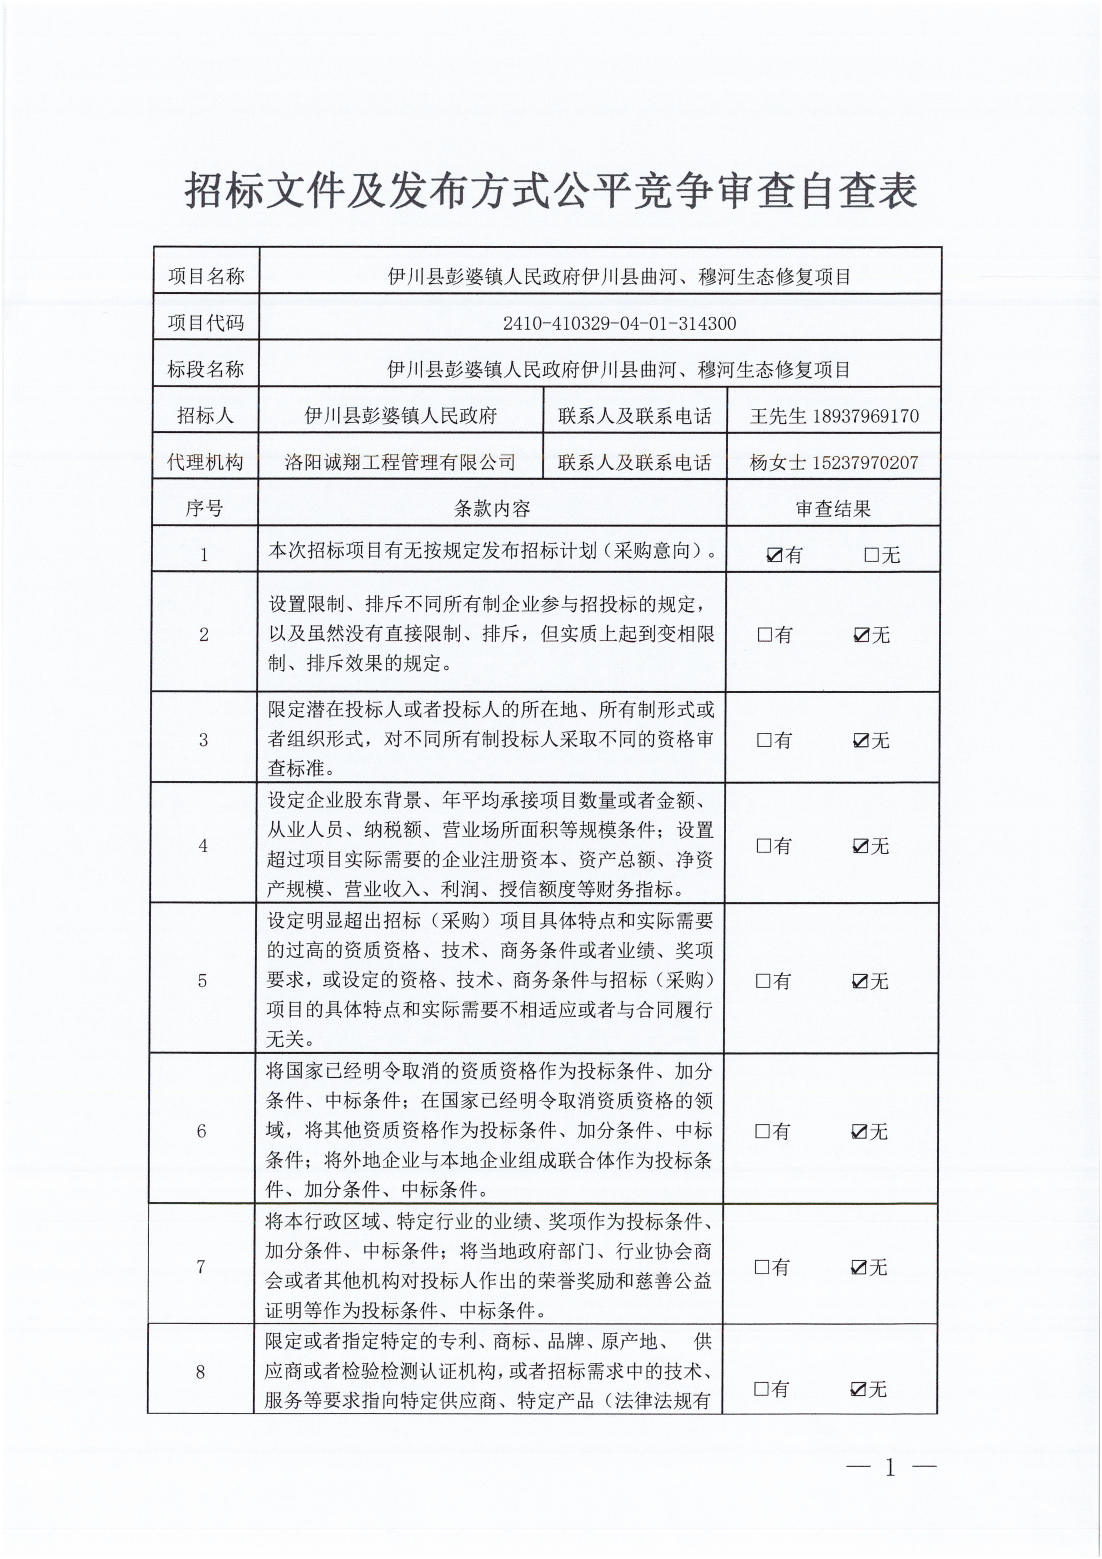 招标文件及发布方式公平竞争审查自查表
项目名称 伊川县彭婆镇人民政府伊川县曲河、穆河生态修复项目
项目代码 2410-410329-04-01-314300
标段名称 伊川县彭婆镇人民政府伊川县曲河、穆河生态修复项目
招标人 伊川县彭婆镇人民政府 联系人及联系电话 王先生 18937969170
代理机构 洛阳诚翔工程管理有限公司 联系人及联系电话 杨女士 15237970207
序号 条款内容 审查结果
1 本次招标项目有无按规定发布招标计划（采购意向）。 ☑有 □无
设置限制、排斥不同所有制企业参与招投标的规定，
2 以及虽然没有直接限制、排斥，但实质上起到变相限 □有 ☑无
制、排斥效果的规定。
限定潜在投标人或者投标人的所在地、所有制形式或
3 者组织形式，对不同所有制投标人采取不同的资格审 □有 ☑无
查标准。
设定企业股东背景、年平均承接项目数量或者金额、
从业人员、纳税额、营业场所面积等规模条件；设置
4 超过项目实际需要的企业注册资本、资产总额、净资 □有 ☑无
产规模、营业收入、利润、授信额度等财务指标。
设定明显超出招标（采购）项目具体特点和实际需要
的过高的资质资格、技术、商务条件或者业绩、奖项
5 要求，或设定的资格、技术、商务条件与招标（采购） □有 ☑无
项目的具体特点和实际需要不相适应或者与合同履行
无关。
将国家已经明令取消的资质资格作为投标条件、加分
条件、中标条件；在国家已经明令取消资质资格的领
6 域，将其他资质资格作为投标条件、加分条件、中标 □有 ☑无
条件；将外地企业与本地企业组成联合体作为投标条
件、加分条件、中标条件。
将本行政区域、特定行业的业绩、奖项作为投标条件、
加分条件、中标条件；将当地政府部门、行业协会商
7 会或者其他机构对投标人作出的荣誉奖励和慈善公益 □有 ☑无
证明等作为投标条件、中标条件。
限定或者指定特定的专利、商标、品牌、原产地、 供
8 应商或者检验检测认证机构，或者招标需求中的技术、
服务等要求指向特定供应商、特定产品（法律法规有 □有 ☑无
— 1 —